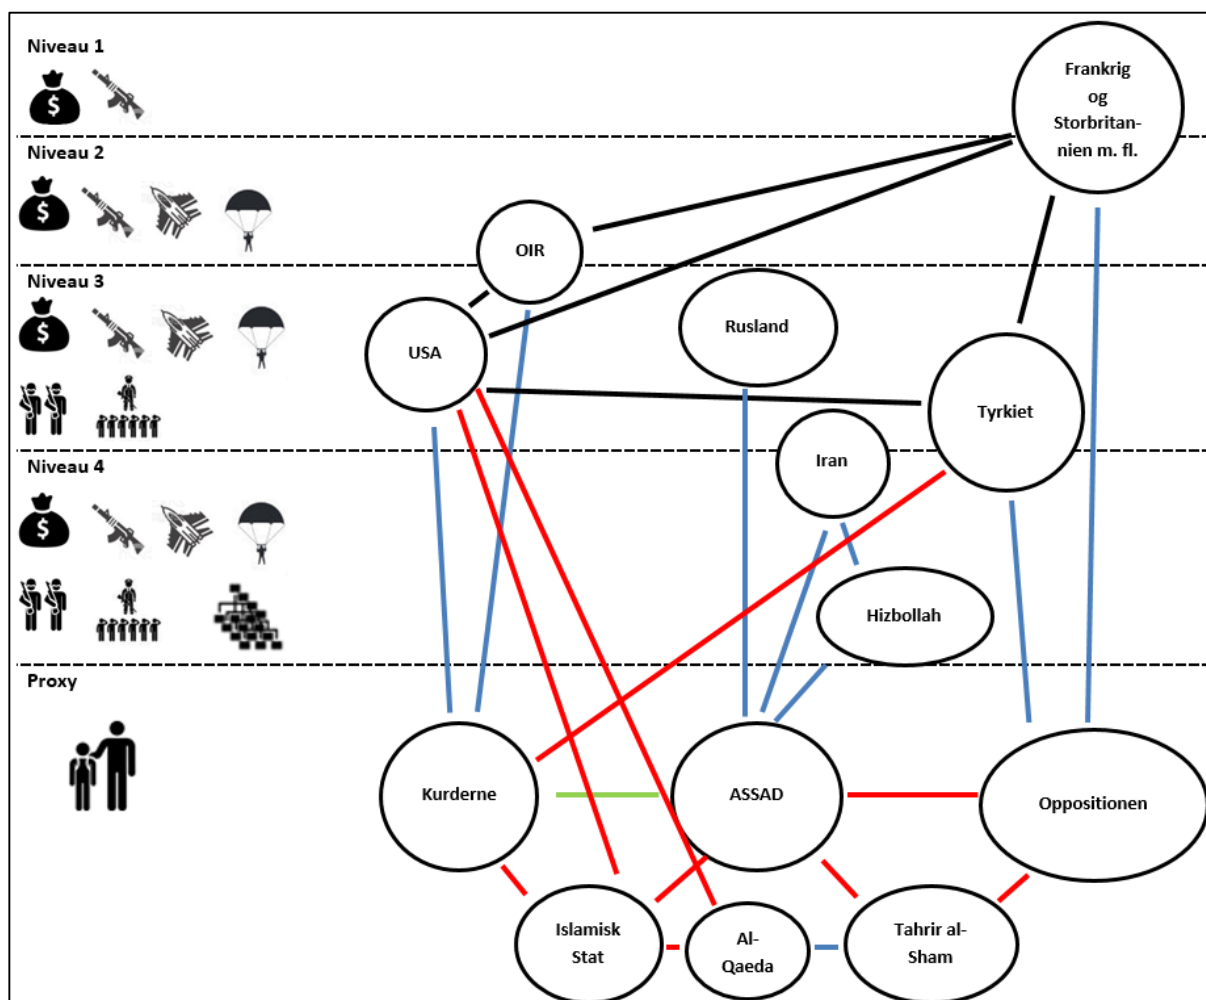 Niveau 1
$
Frankrig
og
Storbritan-
nien m. fl.
Niveau 2
$
OIR
Niveau 3
$
USA
Rusland
Tyrkiet
Iran
Niveau 4
$
Hizbollah
Proxy
Kurderne
ASSAD
Oppositionen
Islamisk
Stat
Al-
Qaeda
Tahrir al-
Sham